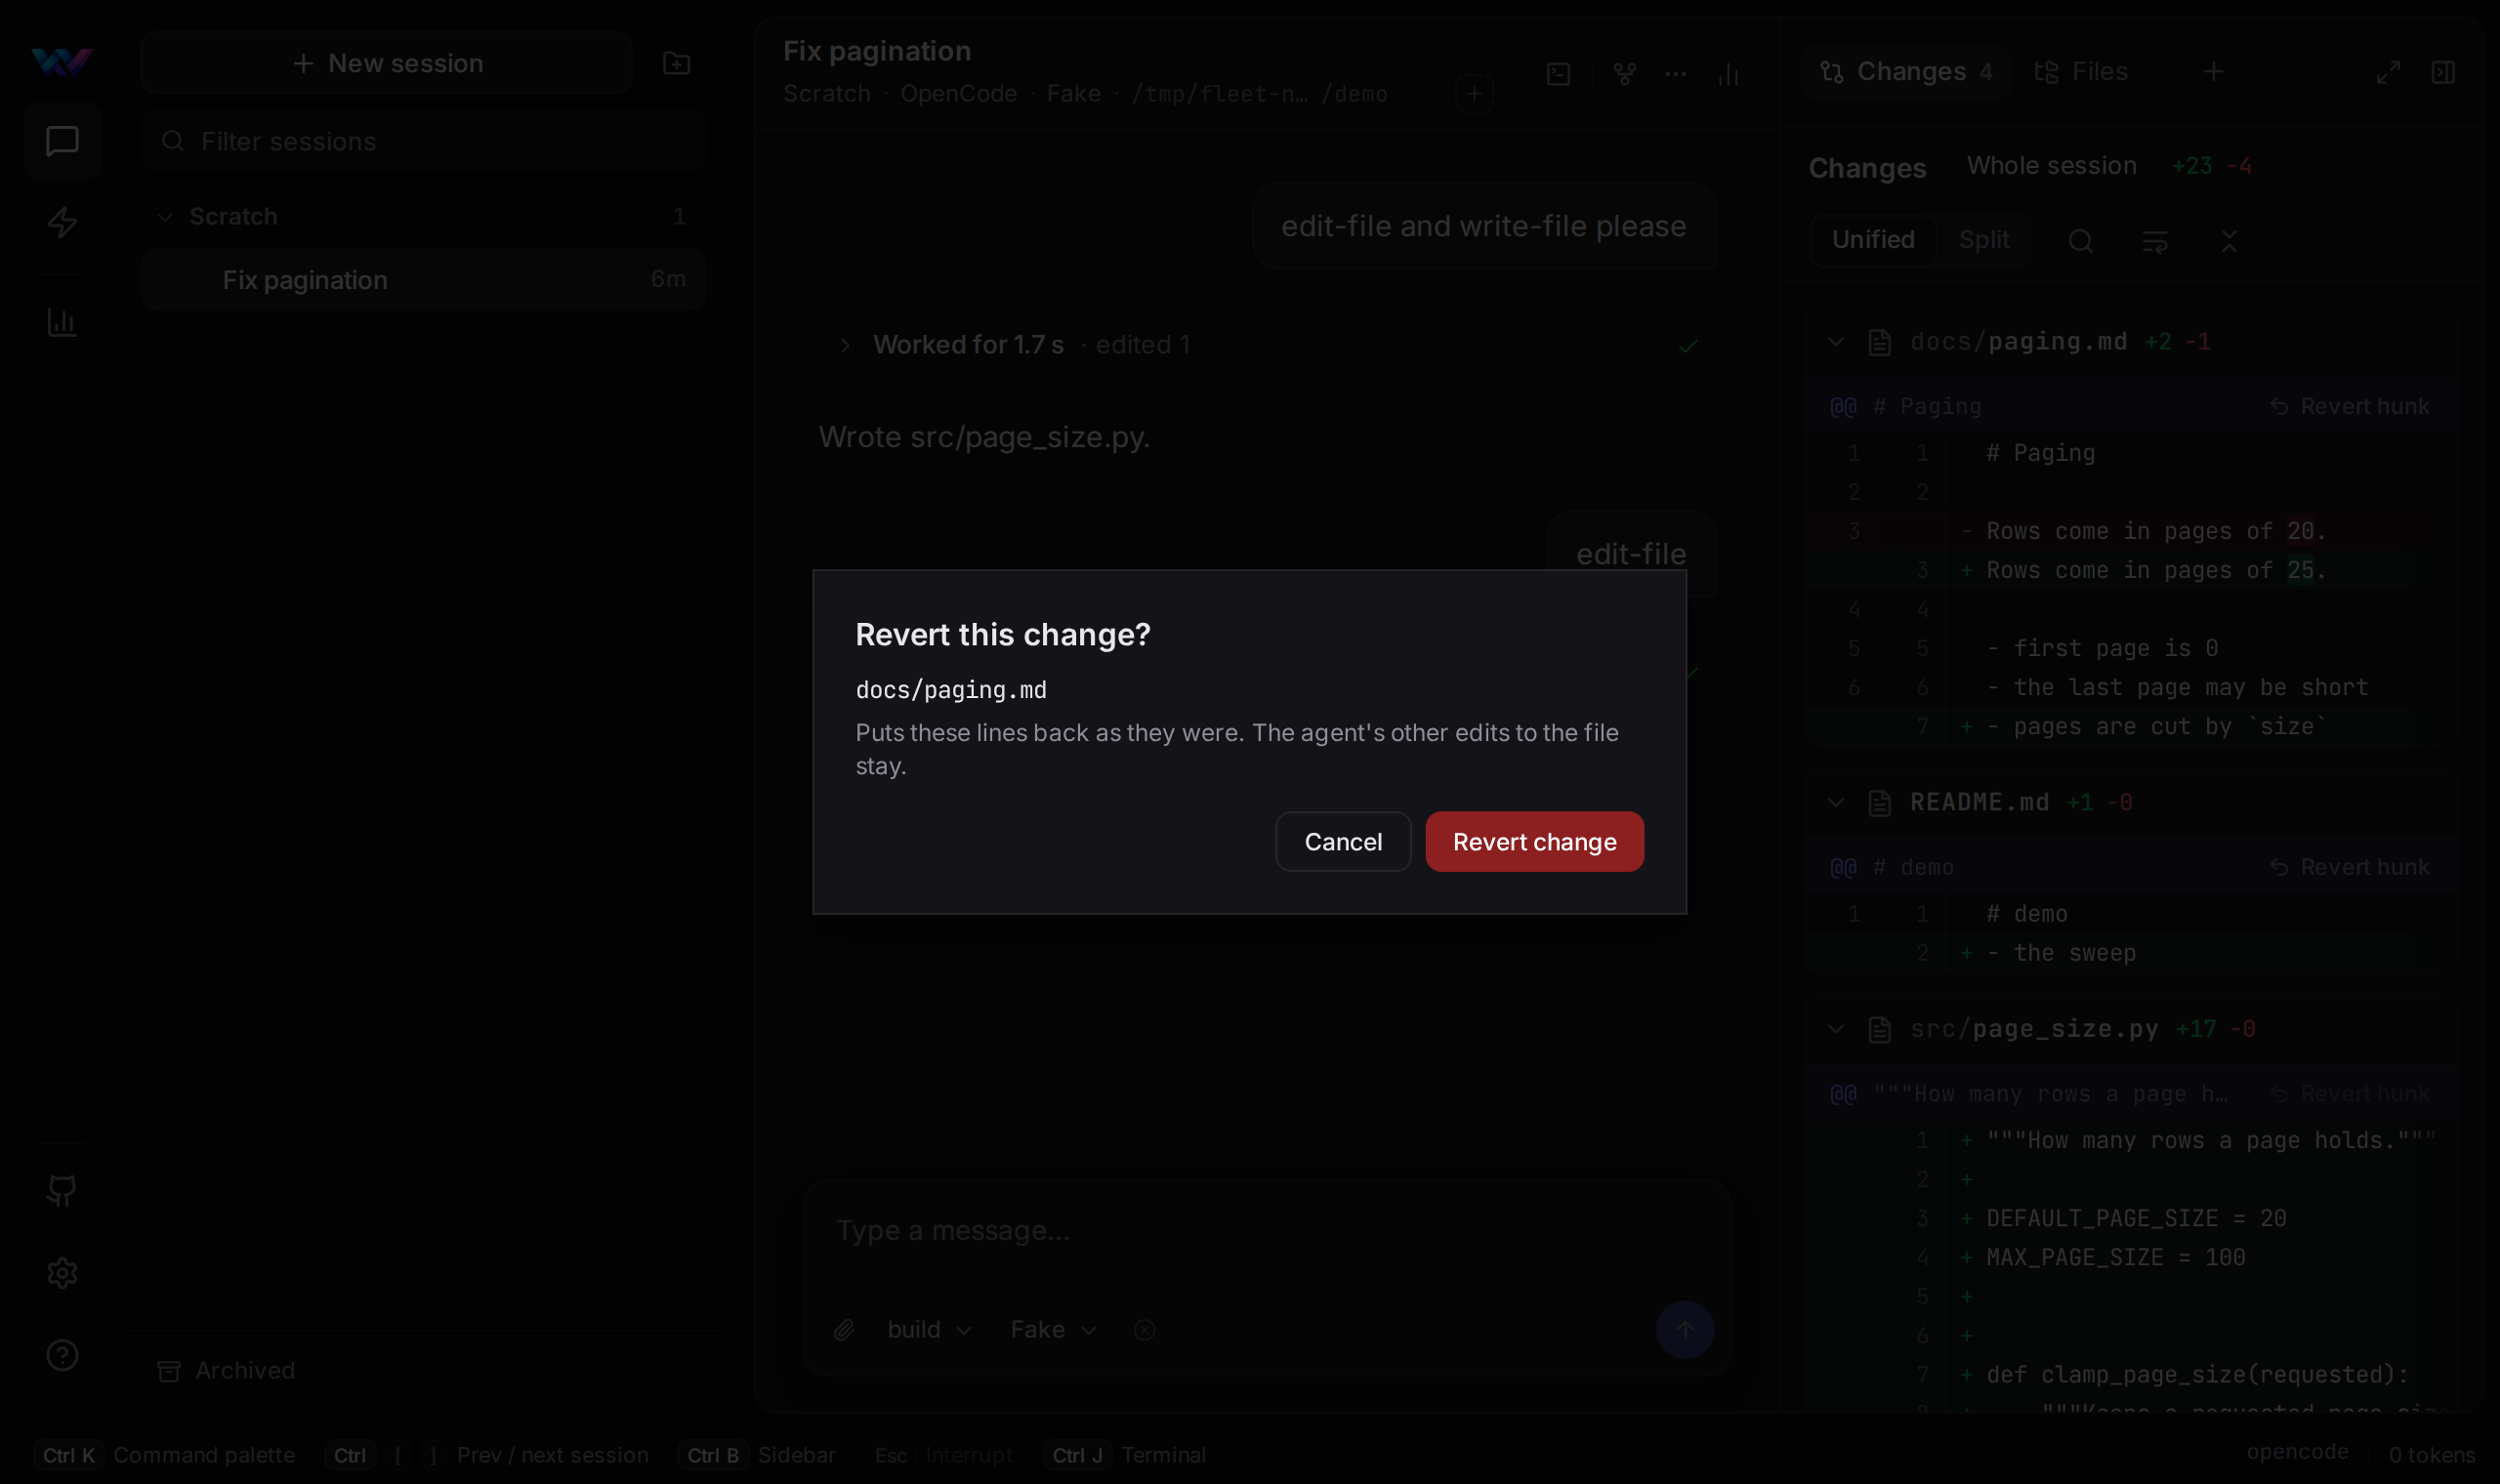 New session
Filter sessions
Scratch 1
Fix pagination 6m
Archived
Fix pagination
Scratch · OpenCode · Fake · /tmp/fleet-n… /demo
edit-file and write-file please
Worked for 1.7 s · edited 1
Wrote src/page_size.py.
edit-file
Revert this change?
docs/paging.md
Puts these lines back as they were. The agent's other edits to the file
stay.
Cancel Revert change
Type a message...
build Fake
Changes 4 Files
Changes Whole session +23 -4
Unified Split
docs/paging.md +2 -1
@@ # Paging Revert hunk
1 1 # Paging
2 2
3 - Rows come in pages of 20.
3 + Rows come in pages of 25.
4 4
5 5 - first page is 0
6 6 - the last page may be short
7 + - pages are cut by `size`
README.md +1 -0
@@ # demo Revert hunk
1 1 # demo
2 + - the sweep
src/page_size.py +17 -0
@@ """How many rows a page h… Revert hunk
1 + """How many rows a page holds."""
2 +
3 + DEFAULT_PAGE_SIZE = 20
4 + MAX_PAGE_SIZE = 100
5 +
6 +
7 + def clamp_page_size(requested):
Ctrl K Command palette Ctrl [ ] Prev / next session Ctrl B Sidebar Esc Interrupt Ctrl J Terminal
opencode 0 tokens